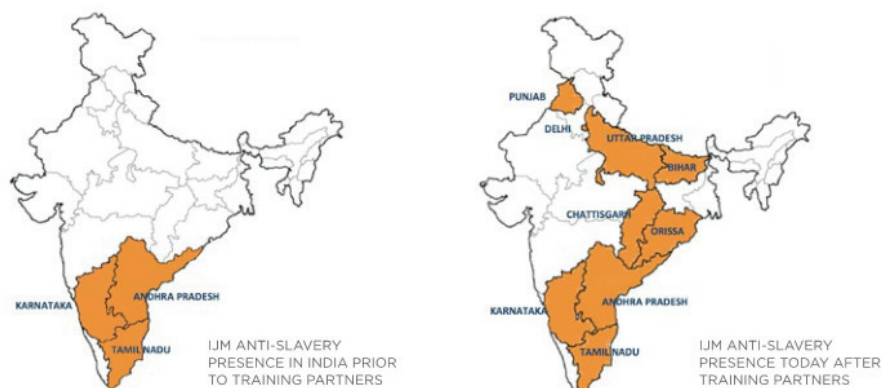 KARNATAKA
ANDHRA PRADESH
TAMIL NADU
IJM ANTI-SLAVERY
PRESENCE IN INDIA PRIOR
TO TRAINING PARTNERS
PUNJAB
DELHI
UTTAR PRADESH
BIHAR
CHATTISGARH
ORISSA
KARNATAKA
ANDHRA PRADESH
TAMIL NADU
IJM ANTI-SLAVERY
PRESENCE TODAY AFTER
TRAINING PARTNERS